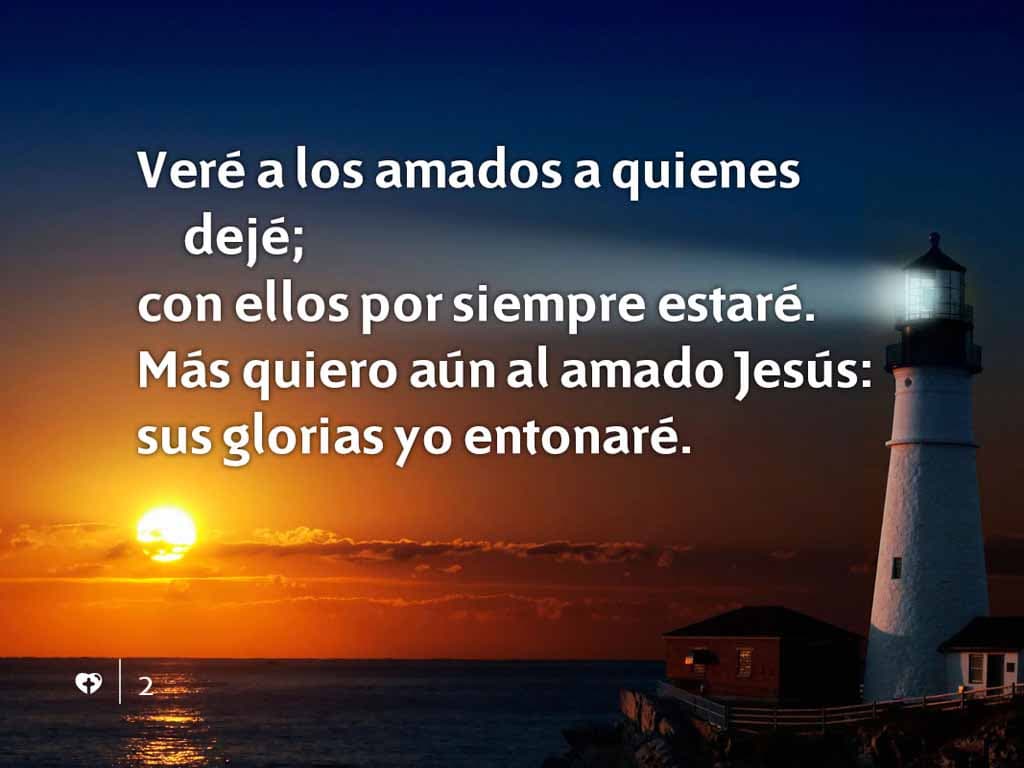 Veré a los amados a quienes
dejé;
con ellos por siempre estaré.
Más quiero aún al amado Jesús:
sus glorias yo entonaré.
2